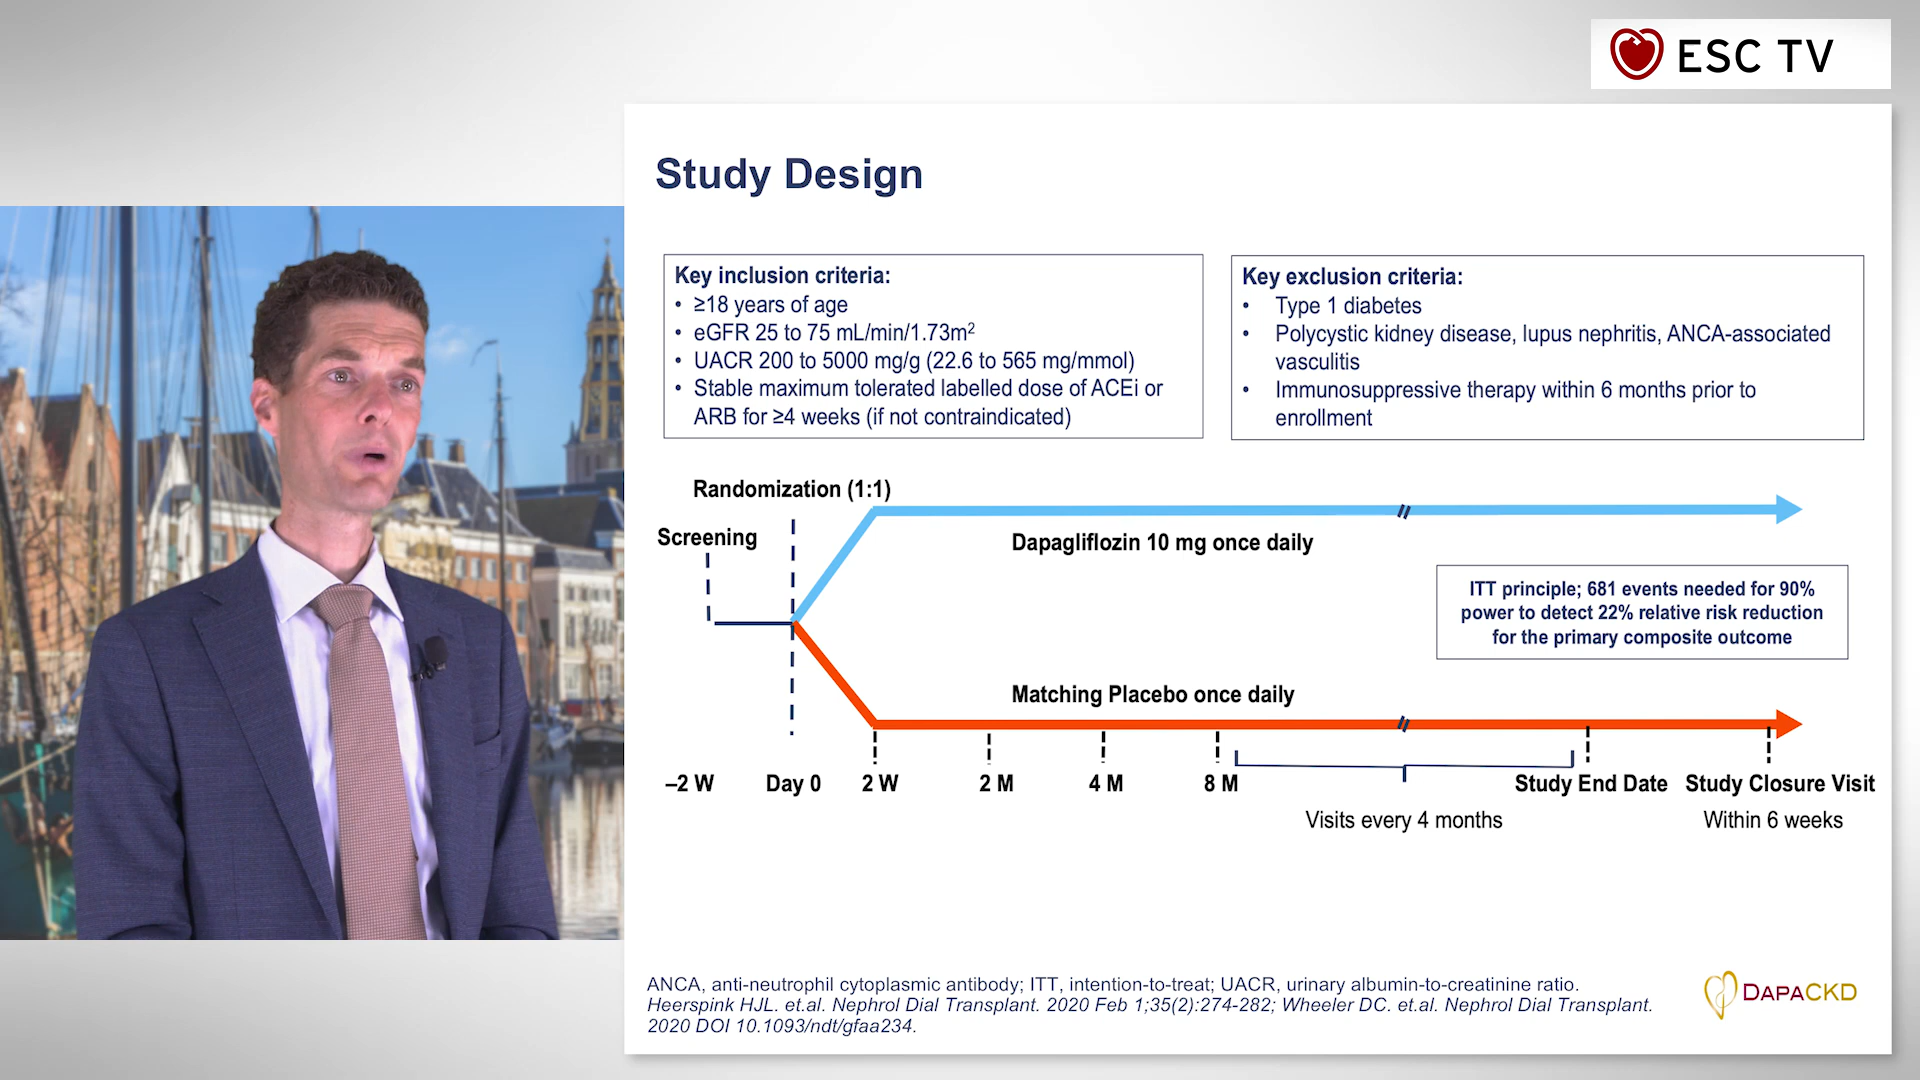 ESC TV
Study Design
Key inclusion criteria:
• ≥18 years of age
• eGFR 25 to 75 mL/min/1.73m²
• UACR 200 to 5000 mg/g (22.6 to 565 mg/mmol)
• Stable maximum tolerated labelled dose of ACEi or
ARB for ≥4 weeks (if not contraindicated)
Key exclusion criteria:
• Type 1 diabetes
• Polycystic kidney disease, lupus nephritis, ANCA-associated
vasculitis
• Immunosuppressive therapy within 6 months prior to
enrollment
Randomization (1:1)
Screening
Dapagliflozin 10 mg once daily
ITT principle; 681 events needed for 90%
power to detect 22% relative risk reduction
for the primary composite outcome
Matching Placebo once daily
–2 W Day 0 2 W 2 M 4 M 8 M Study End Date Study Closure Visit
Visits every 4 months Within 6 weeks
ANCA, anti-neutrophil cytoplasmic antibody; ITT, intention-to-treat; UACR, urinary albumin-to-creatinine ratio.
Heerspink HJL. et.al. Nephrol Dial Transplant. 2020 Feb 1;35(2):274-282; Wheeler DC. et.al. Nephrol Dial Transplant.
2020 DOI 10.1093/ndt/gfaa234.
DAPACKD